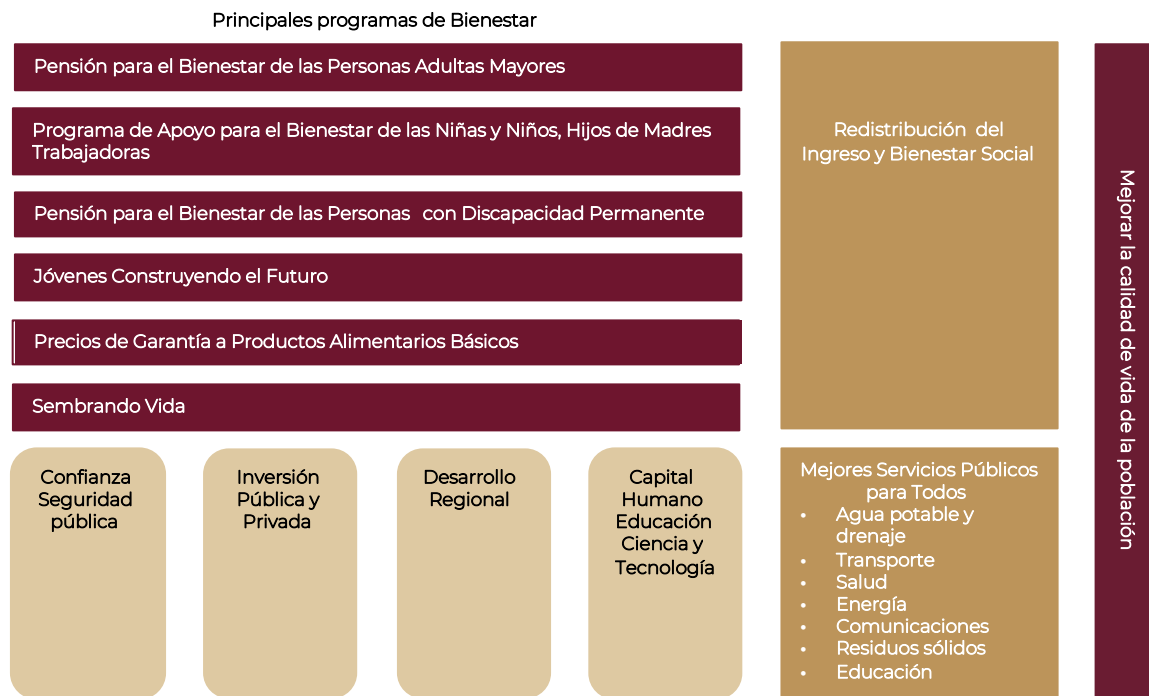 Principales programas de Bienestar
Pensión para el Bienestar de las Personas Adultas Mayores
Programa de Apoyo para el Bienestar de las Niñas y Niños, Hijos de Madres
Trabajadoras
Pensión para el Bienestar de las Personas con Discapacidad Permanente
Jóvenes Construyendo el Futuro
Precios de Garantía a Productos Alimentarios Básicos
Sembrando Vida
Confianza
Seguridad
pública
Inversión
Pública y
Privada
Desarrollo
Regional
Capital
Humano
Educación
Ciencia y
Tecnología
Redistribución del
Ingreso y Bienestar Social
Mejores Servicios Públicos
para Todos
• Agua potable y
drenaje
• Transporte
• Salud
• Energía
• Comunicaciones
• Residuos sólidos
• Educación
Mejorar la calidad de vida de la población